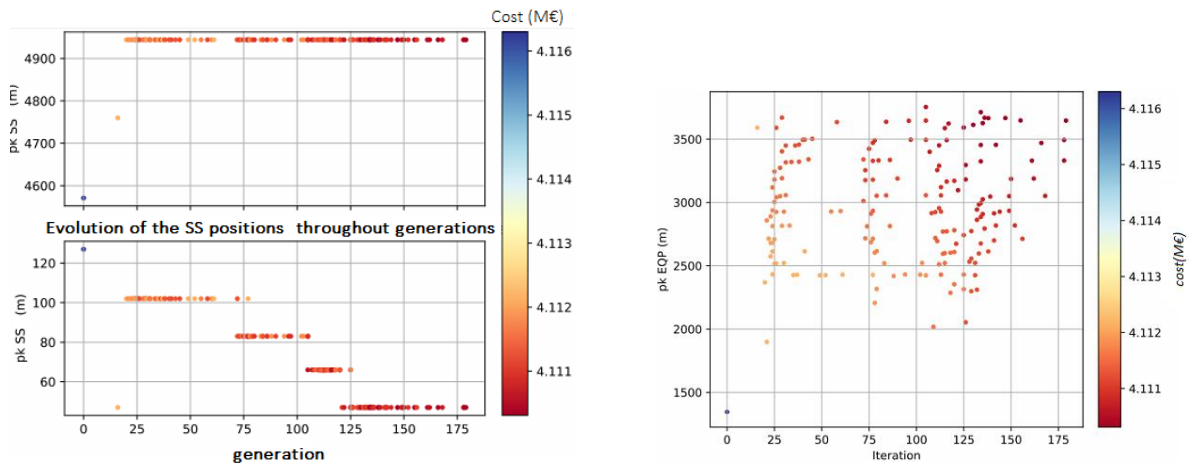 Cost (M€)
4900
4800
4700
4600
pk SS (m)
4.116
4.115
4.114
4.113
4.112
4.111
Evolution of the SS positions throughout generations
120
100
80
60
pk SS (m)
0 25 50 75 100 125 150 175
generation
3500
3000
2500
2000
1500
pk EQP (m)
0 25 50 75 100 125 150 175
Iteration
4.116
4.115
4.114
4.113
4.112
4.111
cost(M€)